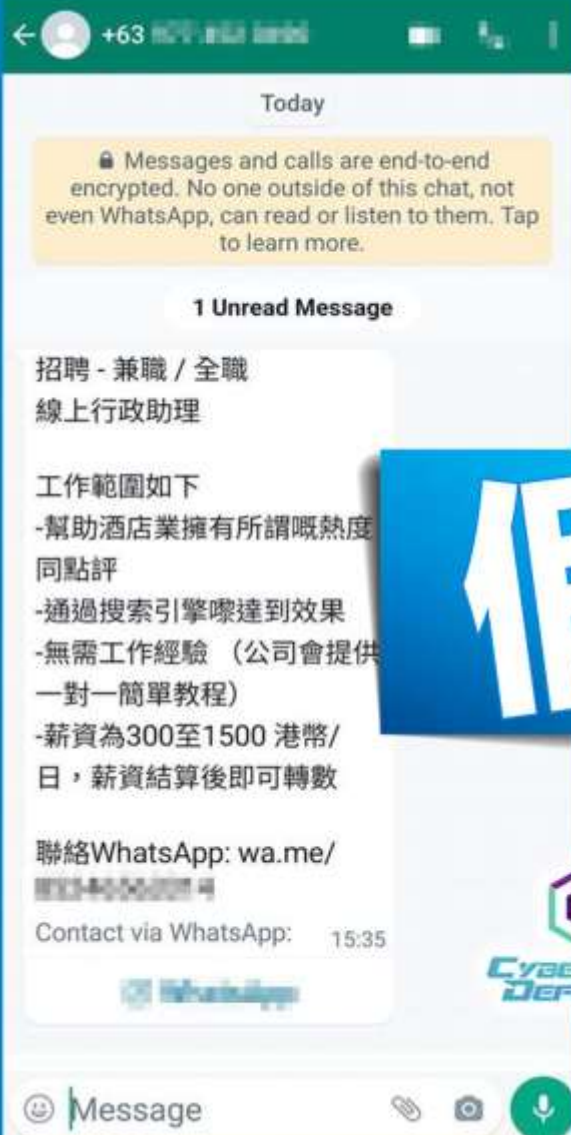 +63
Today
Messages and calls are end-to-end
encrypted. No one outside of this chat, not
even WhatsApp, can read or listen to them. Tap
to learn more.
1 Unread Message
招聘 - 兼職 / 全職
線上行政助理
工作範圍如下
-幫助酒店業擁有所謂嘅熱度
同點評
-通過搜索引擎嚟達到效果
-無需工作經驗 （公司會提供
一對一簡單教程）
-薪資為300至1500 港幣/
日，薪資結算後即可轉數
聯絡WhatsApp: wa.me/
Contact via WhatsApp:
15:35
WhatsApp
Message